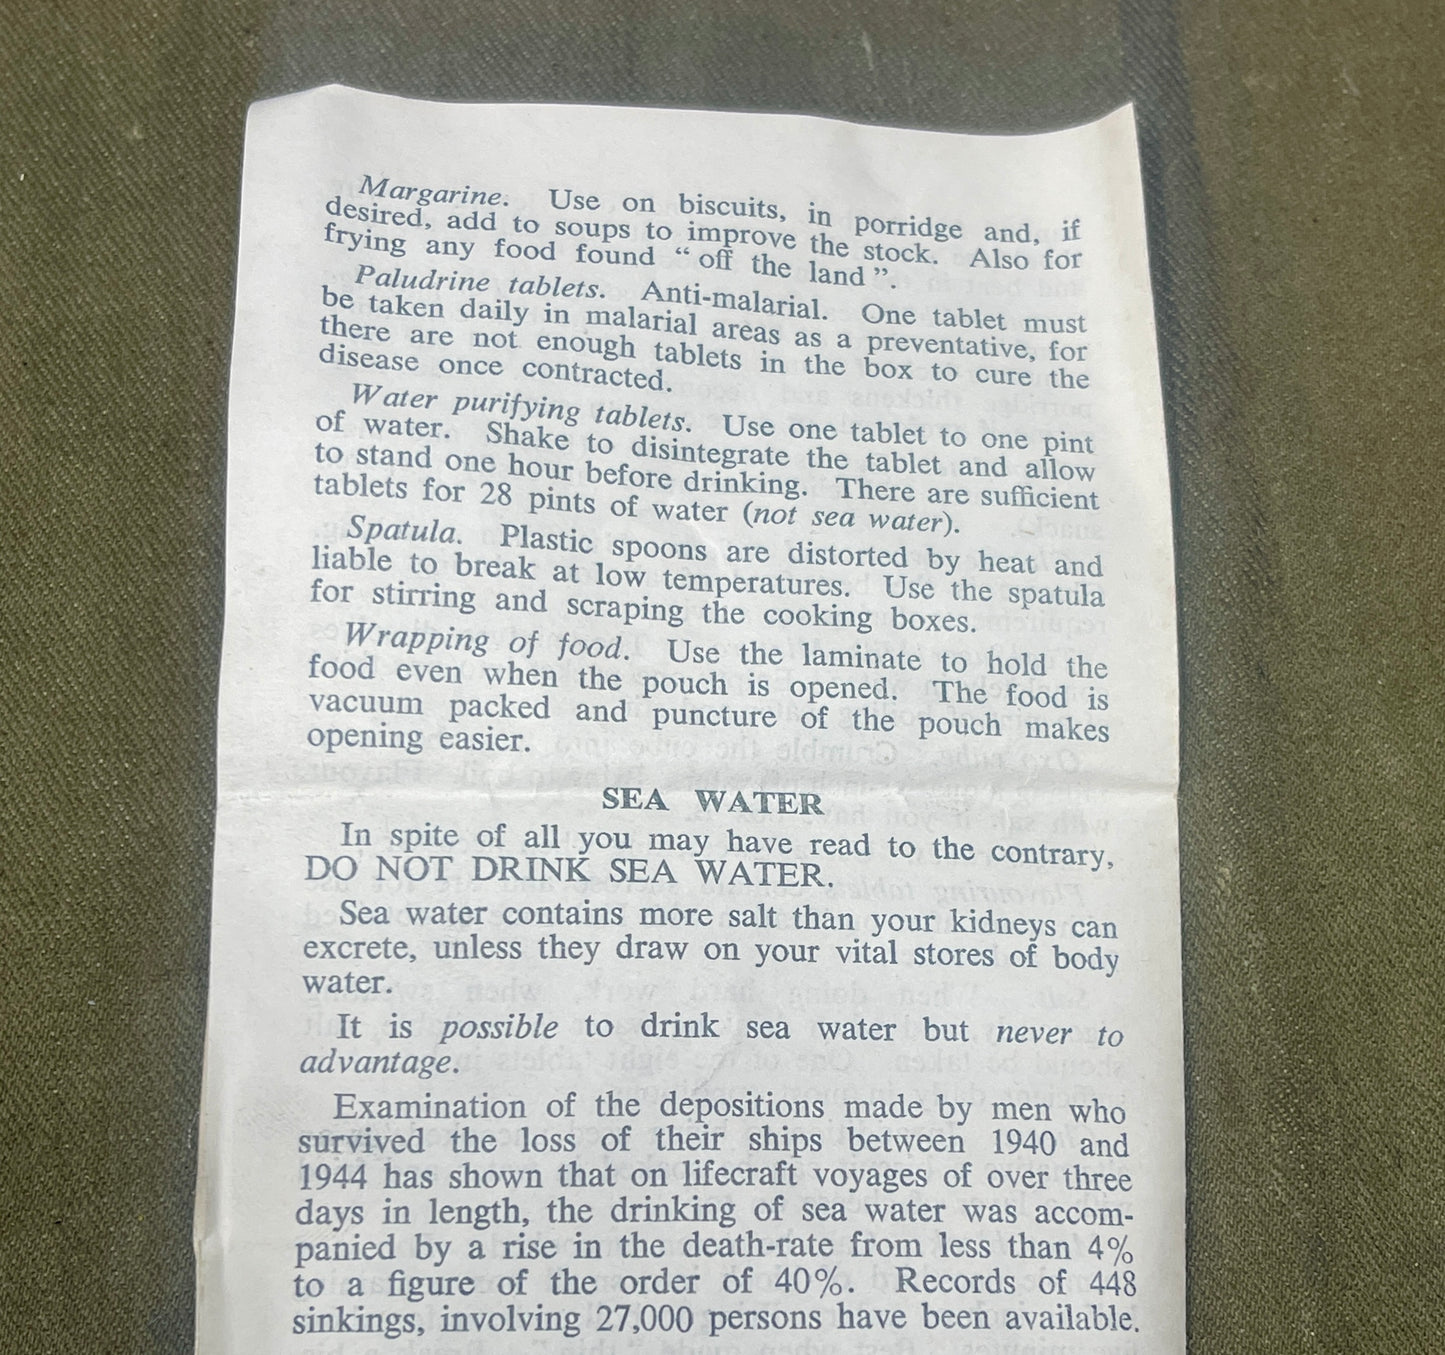 Margarine. Use on biscuits, in porridge and, if
desired, add to soups to improve the stock. Also for
frying any food found “ off the land ”.
Paludrine tablets. Anti-malarial. One tablet must
be taken daily in malarial areas as a preventative, for
there are not enough tablets in the box to cure the
disease once contracted.
Water purifying tablets. Use one tablet to one pint
of water. Shake to disintegrate the tablet and allow
to stand one hour before drinking. There are sufficient
tablets for 28 pints of water (not sea water).
Spatula. Plastic spoons are distorted by heat and
liable to break at low temperatures. Use the spatula
for stirring and scraping the cooking boxes.
Wrapping of food. Use the laminate to hold the
food even when the pouch is opened. The food is
vacuum packed and puncture of the pouch makes
opening easier.
SEA WATER
In spite of all you may have read to the contrary,
DO NOT DRINK SEA WATER.
Sea water contains more salt than your kidneys can
excrete, unless they draw on your vital stores of body
water.
It is possible to drink sea water but never to
advantage.
Examination of the depositions made by men who
survived the loss of their ships between 1940 and
1944 has shown that on lifecraft voyages of over three
days in length, the drinking of sea water was accom-
panied by a rise in the death-rate from less than 4%
to a figure of the order of 40%. Records of 448
sinkings, involving 27,000 persons have been available.